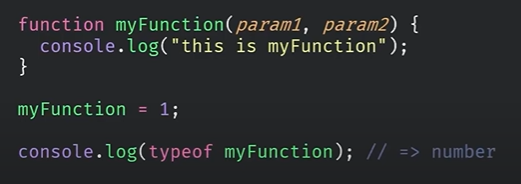 function myFunction(param1, param2) {
  console.log("this is myFunction");
}
myFunction = 1;
console.log(typeof myFunction); // => number